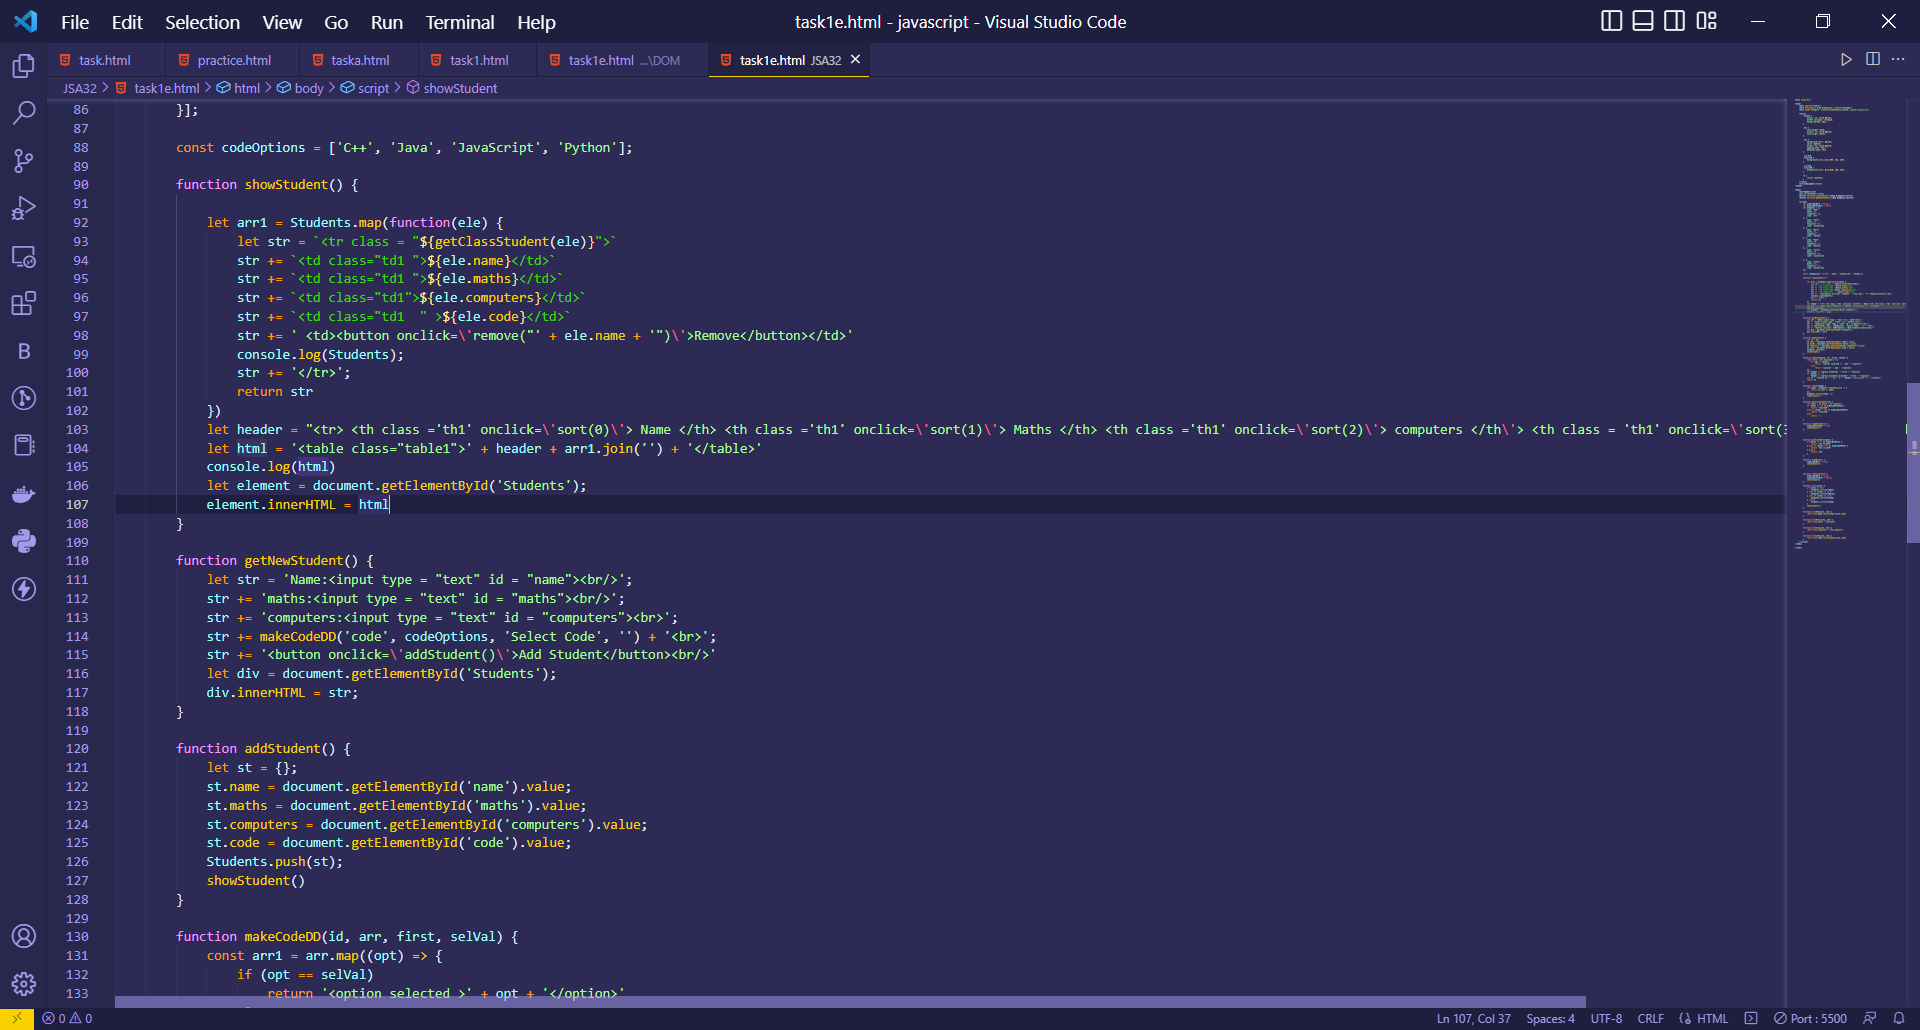 File Edit Selection View Go Run Terminal Help
task1e.html - javascript - Visual Studio Code
task.html practice.html taska.html task1.html task1e.html ...\DOM task1e.html JSA32
JSA32 > task1e.html > html > body > script > showStudent
86 }];
87
88 const codeOptions = ['C++', 'Java', 'JavaScript', 'Python'];
89
90 function showStudent() {
91
92 let arr1 = Students.map(function(ele) {
93 let str = `<tr class = "${getClassStudent(ele)}">`
94 str += `<td class="td1 ">${ele.name}</td>`
95 str += `<td class="td1 ">${ele.maths}</td>`
96 str += `<td class="td1">${ele.computers}</td>`
97 str += `<td class="td1  " >${ele.code}</td>`
98 str += ' <td><button onclick=\'remove("' + ele.name + '")\'>Remove</button></td>'
99 console.log(Students);
100 str += '</tr>';
101 return str
102 })
103 let header = "<tr> <th class ='th1' onclick=\'sort(0)\'> Name </th> <th class ='th1' onclick=\'sort(1)\'> Maths </th> <th class ='th1' onclick=\'sort(2)\'> computers </th\'> <th class = 'th1' onclick=\'sort(3
104 let html = '<table class="table1">' + header + arr1.join('') + '</table>'
105 console.log(html)
106 let element = document.getElementById('Students');
107 element.innerHTML = html
108 }
109
110 function getNewStudent() {
111 let str = 'Name:<input type = "text" id = "name"><br/>';
112 str += 'maths:<input type = "text" id = "maths"><br/>';
113 str += 'computers:<input type = "text" id = "computers"><br>';
114 str += makeCodeDD('code', codeOptions, 'Select Code', '') + '<br>';
115 str += '<button onclick=\'addStudent()\'>Add Student</button><br/>'
116 let div = document.getElementById('Students');
117 div.innerHTML = str;
118 }
119
120 function addStudent() {
121 let st = {};
122 st.name = document.getElementById('name').value;
123 st.maths = document.getElementById('maths').value;
124 st.computers = document.getElementById('computers').value;
125 st.code = document.getElementById('code').value;
126 Students.push(st);
127 showStudent()
128 }
129
130 function makeCodeDD(id, arr, first, selVal) {
131 const arr1 = arr.map((opt) => {
132 if (opt == selVal)
133 return '<option selected >' + opt + '</option>'
0 0 Ln 107, Col 37 Spaces: 4 UTF-8 CRLF {} HTML Port : 5500